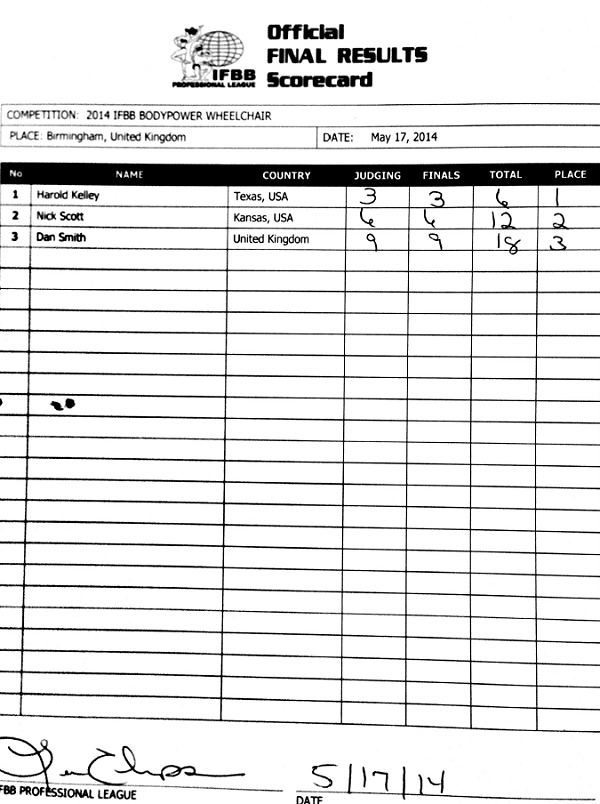 Official
FINAL RESULTS
Scorecard
IFBB
PROFESSIONAL LEAGUE
COMPETITION: 2014 IFBB BODYPOWER WHEELCHAIR
PLACE: Birmingham, United Kingdom DATE: May 17, 2014
No NAME COUNTRY JUDGING FINALS TOTAL PLACE
1 Harold Kelley Texas, USA 3 3 6 1
2 Nick Scott Kansas, USA 6 6 12 2
3 Dan Smith United Kingdom 9 9 18 3
5/17/14
FBB PROFESSIONAL LEAGUE
DATE